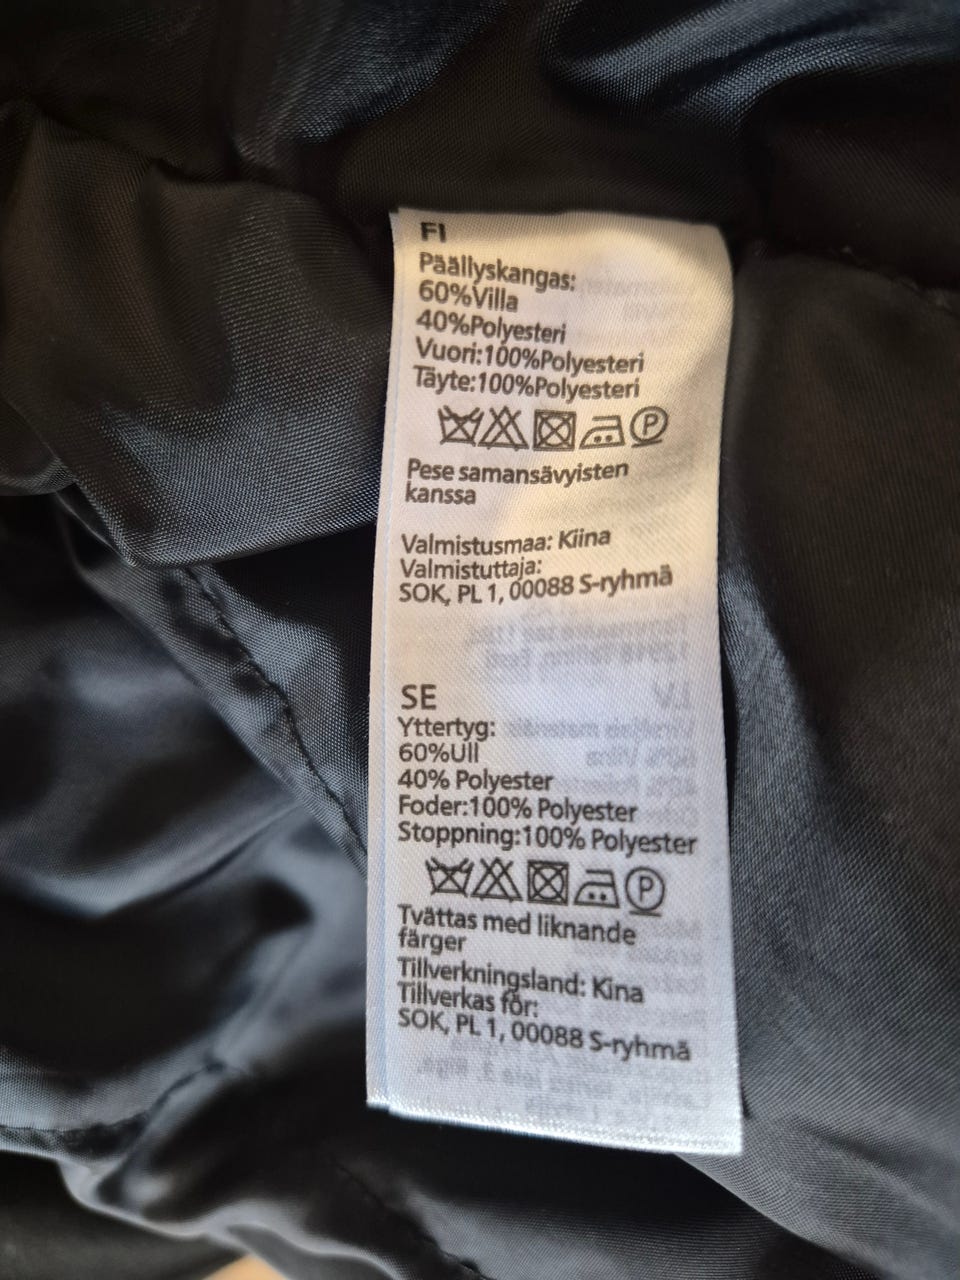 FI
Päällyskangas:
60%Villa
40%Polyesteri
Vuori:100%Polyesteri
Täyte:100%Polyesteri
P
Pese samansävyisten
kanssa
Valmistusmaa: Kiina
Valmistuttaja:
SOK, PL 1, 00088 S-ryhmä
SE
Yttertyg:
60%Ull
40% Polyester
Foder:100% Polyester
Stoppning:100% Polyester
P
Tvättas med liknande
färger
Tillverkningsland: Kina
Tillverkas för:
SOK, PL 1, 00088 S-ryhmä